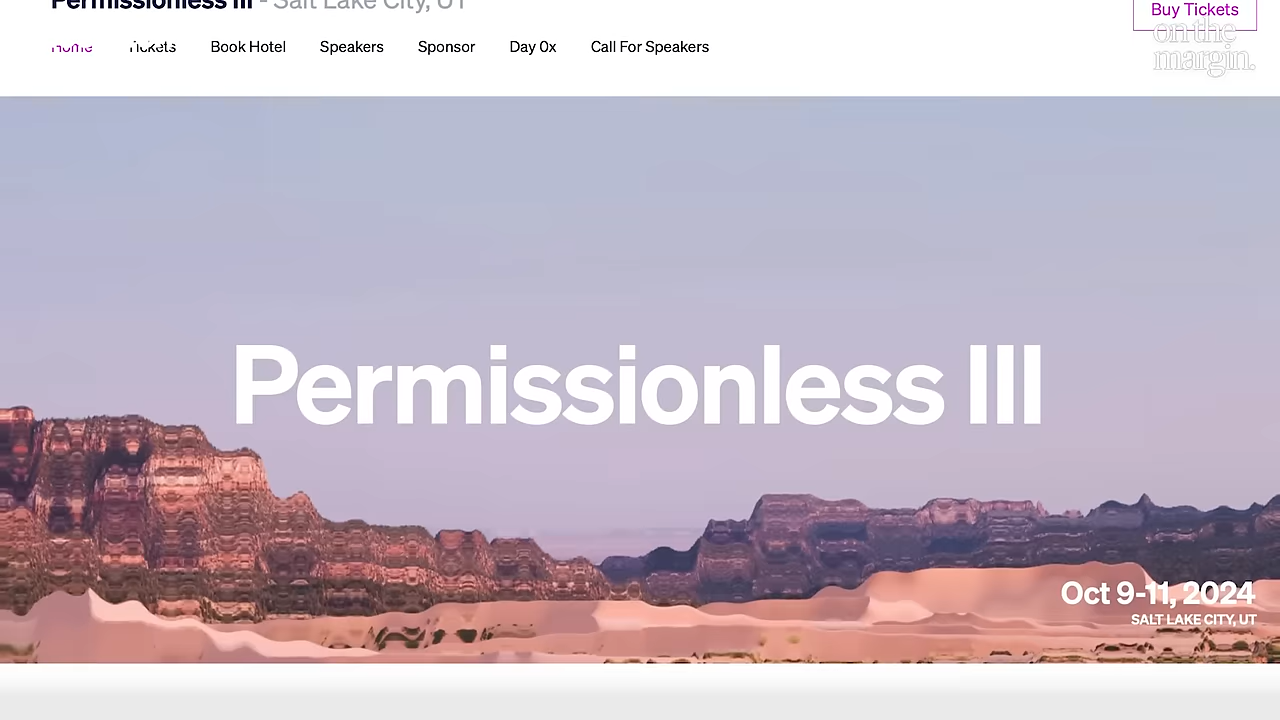 Permissionless III - Salt Lake City, UT
Buy Tickets
Home Tickets Book Hotel Speakers Sponsor Day 0x Call For Speakers
on the
margin.
Permissionless III
Oct 9-11, 2024
SALT LAKE CITY, UT